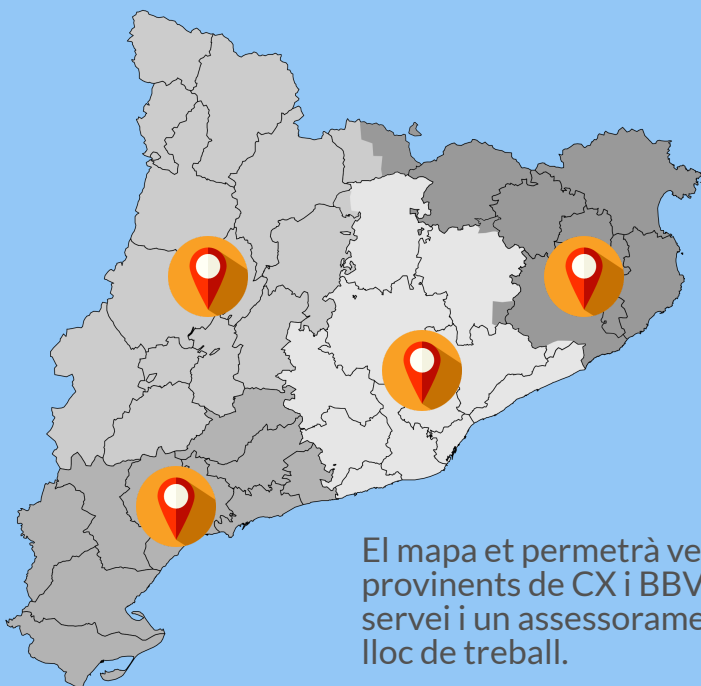 El mapa et permetrà ve
provinents de CX i BBV
servei i un assessorame
lloc de treball.